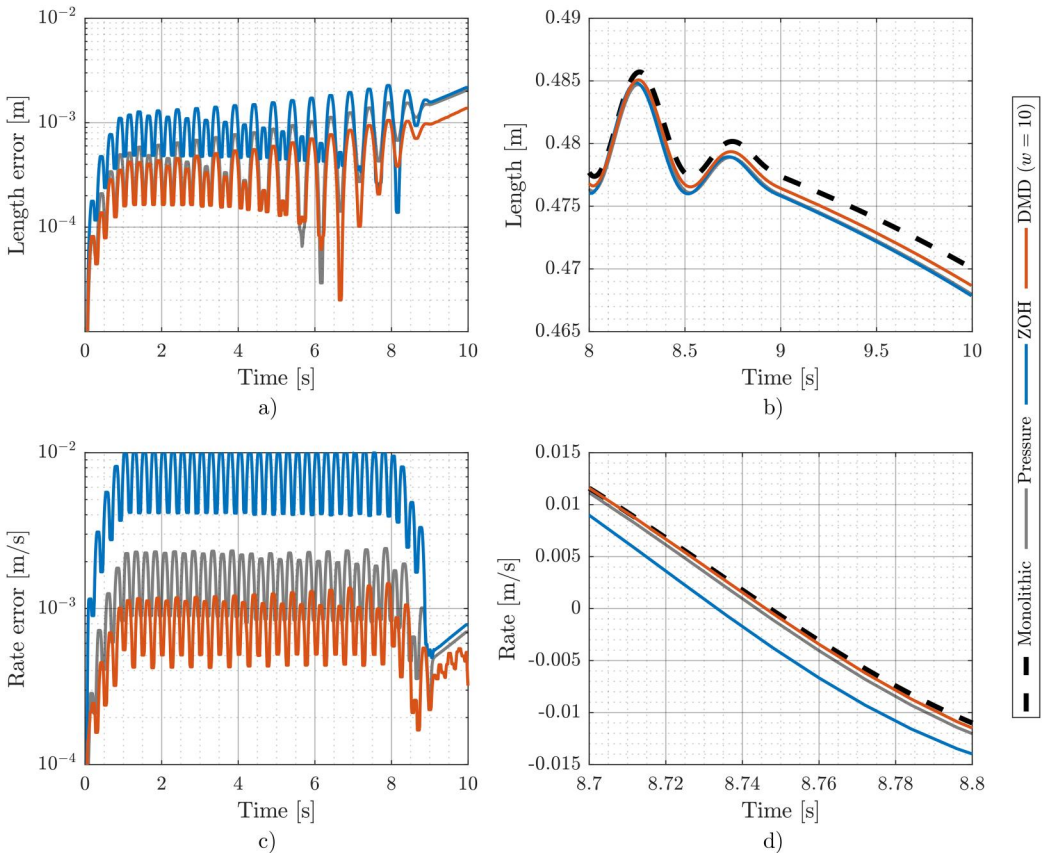 10^-2
10^-3
10^-4
Length error [m]
0 2 4 6 8 10
Time [s]
a)
0.49
0.485
0.48
0.475
0.47
0.465
Length [m]
8 8.5 9 9.5 10
Time [s]
b)
10^-2
10^-3
10^-4
Rate error [m/s]
0 2 4 6 8 10
Time [s]
c)
0.015
0.01
0.005
0
-0.005
-0.01
-0.015
Rate [m/s]
8.7 8.72 8.74 8.76 8.78 8.8
Time [s]
d)
Monolithic Pressure ZOH DMD (w = 10)